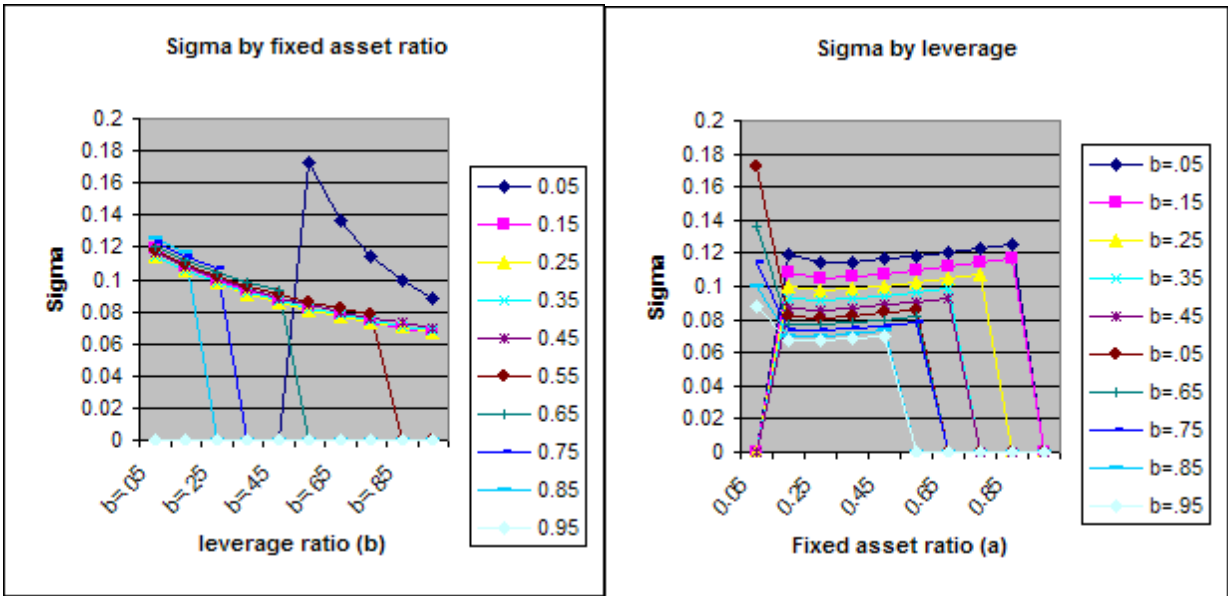 Sigma by fixed asset ratio
Sigma
0.2
0.18
0.16
0.14
0.12
0.1
0.08
0.06
0.04
0.02
0
b=.05
b=.25
b=.45
b=.65
b=.85
leverage ratio (b)
0.05
0.15
0.25
0.35
0.45
0.55
0.65
0.75
0.85
0.95
Sigma by leverage
Sigma
0.2
0.18
0.16
0.14
0.12
0.1
0.08
0.06
0.04
0.02
0
0.05
0.25
0.45
0.65
0.85
Fixed asset ratio (a)
b=.05
b=.15
b=.25
b=.35
b=.45
b=.05
b=.65
b=.75
b=.85
b=.95